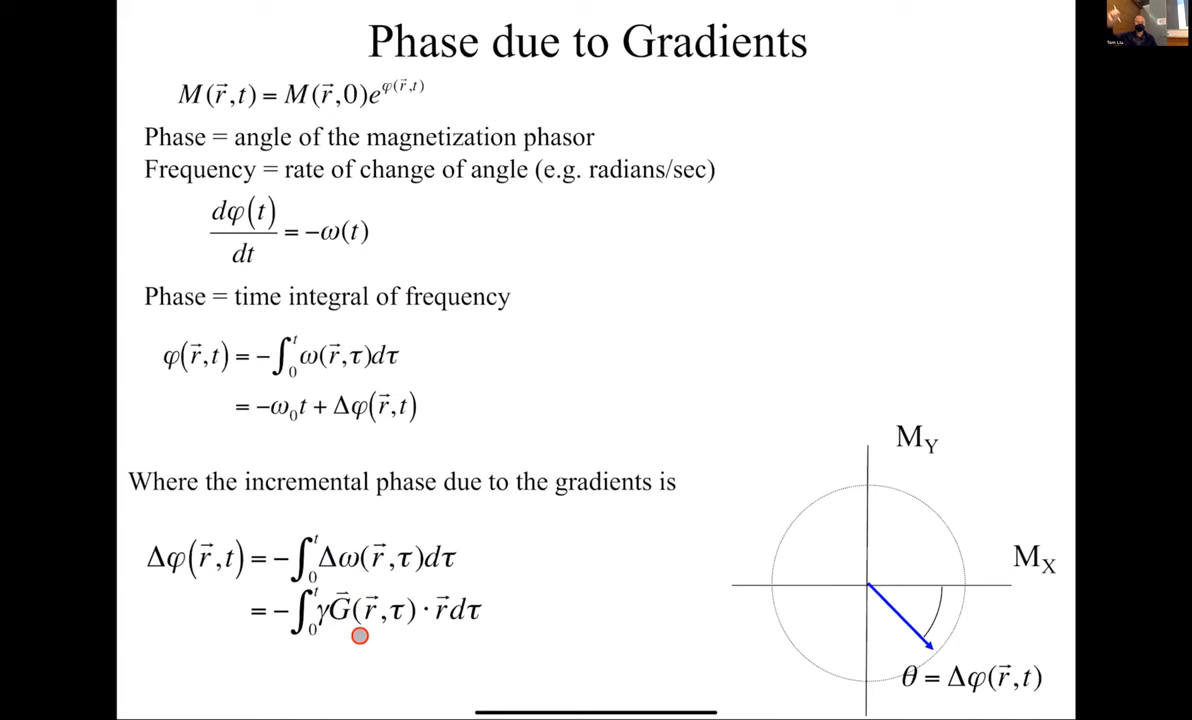 Phase due to Gradients
Tom Liu
M(r⃗,t) = M(r⃗,0)e^{φ(r⃗,t)}
Phase = angle of the magnetization phasor
Frequency = rate of change of angle (e.g. radians/sec)
dφ(t)/dt = −ω(t)
Phase = time integral of frequency
φ(r⃗,t) = −∫₀ᵗ ω(r⃗,τ)dτ
= −ω₀t + Δφ(r⃗,t)
M_Y
Where the incremental phase due to the gradients is
Δφ(r⃗,t) = −∫₀ᵗ Δω(r⃗,τ)dτ
M_X
= −∫₀ᵗ γG⃗(r⃗,τ)·r⃗dτ
θ = Δφ(r⃗,t)